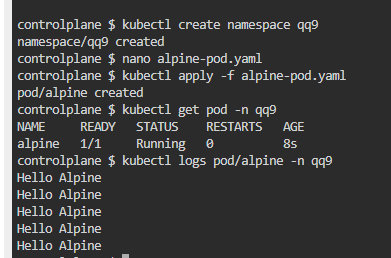 controlplane $ kubectl create namespace qq9
namespace/qq9 created
controlplane $ nano alpine-pod.yaml
controlplane $ kubectl apply -f alpine-pod.yaml
pod/alpine created
controlplane $ kubectl get pod -n qq9
NAME     READY   STATUS    RESTARTS   AGE
alpine   1/1     Running   0          8s
controlplane $ kubectl logs pod/alpine -n qq9
Hello Alpine
Hello Alpine
Hello Alpine
Hello Alpine
Hello Alpine